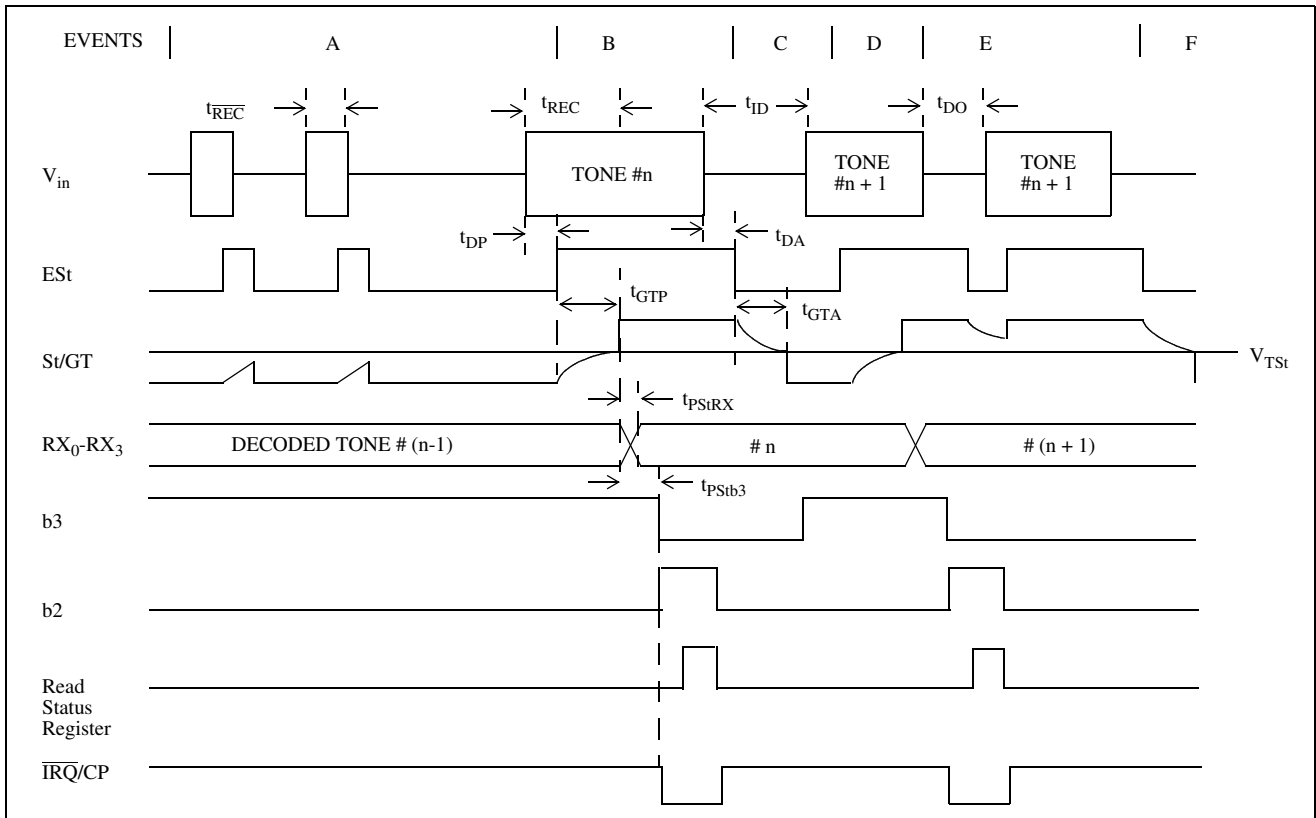 EVENTS A B C D E F
tREC tREC tID tDO
Vin TONE #n TONE #n + 1 TONE #n + 1
tDP tDA
ESt
tGTP tGTA
St/GT VTSt
tPStRX
RX0-RX3 DECODED TONE # (n-1) # n # (n + 1)
tPStb3
b3
b2
Read
Status
Register
IRQ/CP